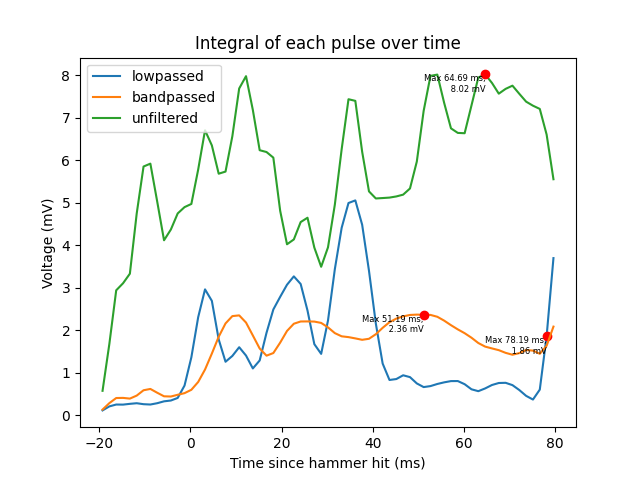 Integral of each pulse over time
lowpassed
bandpassed
unfiltered
Max 64.69 ms,
8.02 mV
Max 51.19 ms,
2.36 mV
Max 78.19 ms,
1.86 mV
Voltage (mV)
8
7
6
5
4
3
2
1
0
−20
0
20
40
60
80
Time since hammer hit (ms)